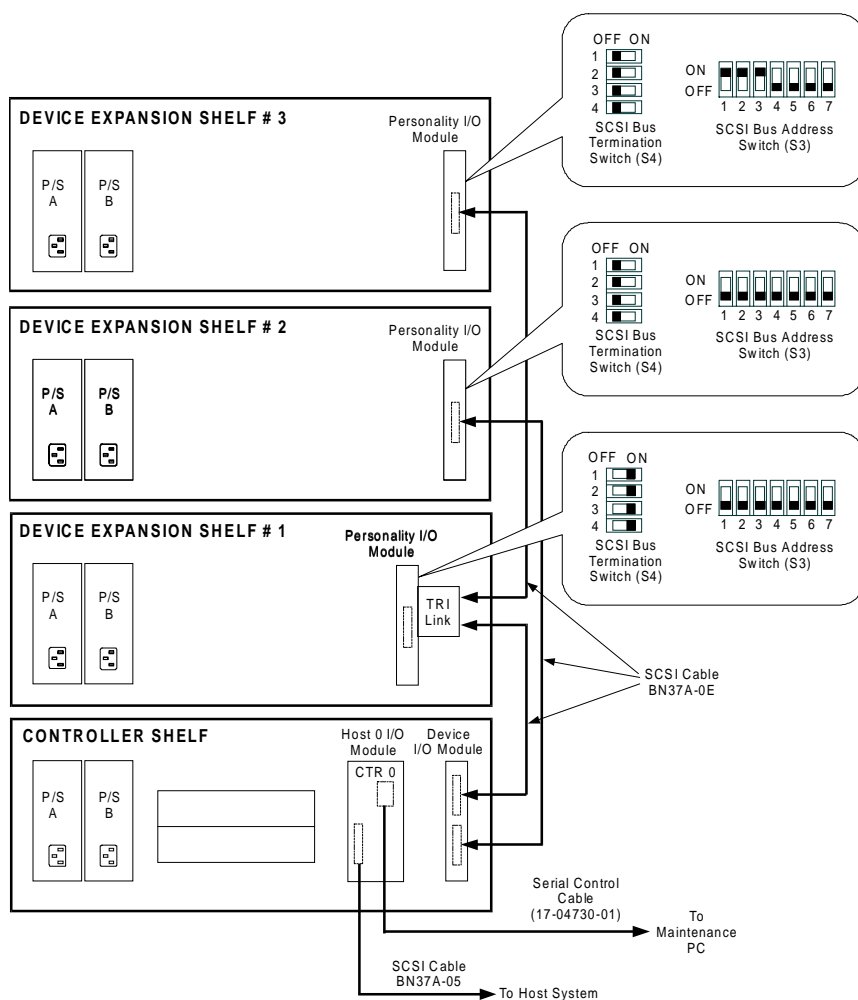 OFF ON
1
2
3
4
SCSI Bus
Termination
Switch (S4)
ON
OFF
1 2 3 4 5 6 7
SCSI Bus Address
Switch (S3)
DEVICE EXPANSION SHELF # 3
Personality I/O
Module
P/S
A
P/S
B
OFF ON
1
2
3
4
SCSI Bus
Termination
Switch (S4)
ON
OFF
1 2 3 4 5 6 7
SCSI Bus Address
Switch (S3)
DEVICE EXPANSION SHELF # 2
Personality I/O
Module
P/S
A
P/S
B
OFF ON
1
2
3
4
SCSI Bus
Termination
Switch (S4)
ON
OFF
1 2 3 4 5 6 7
SCSI Bus Address
Switch (S3)
DEVICE EXPANSION SHELF # 1
Personality I/O
Module
P/S
A
P/S
B
TRI
Link
SCSI Cable
BN37A-0E
CONTROLLER SHELF
Host 0 I/O
Module
Device
I/O Module
CTR 0
P/S
A
P/S
B
Serial Control
Cable
(17-04730-01)
To
Maintenance
PC
SCSI Cable
BN37A-05
To Host System